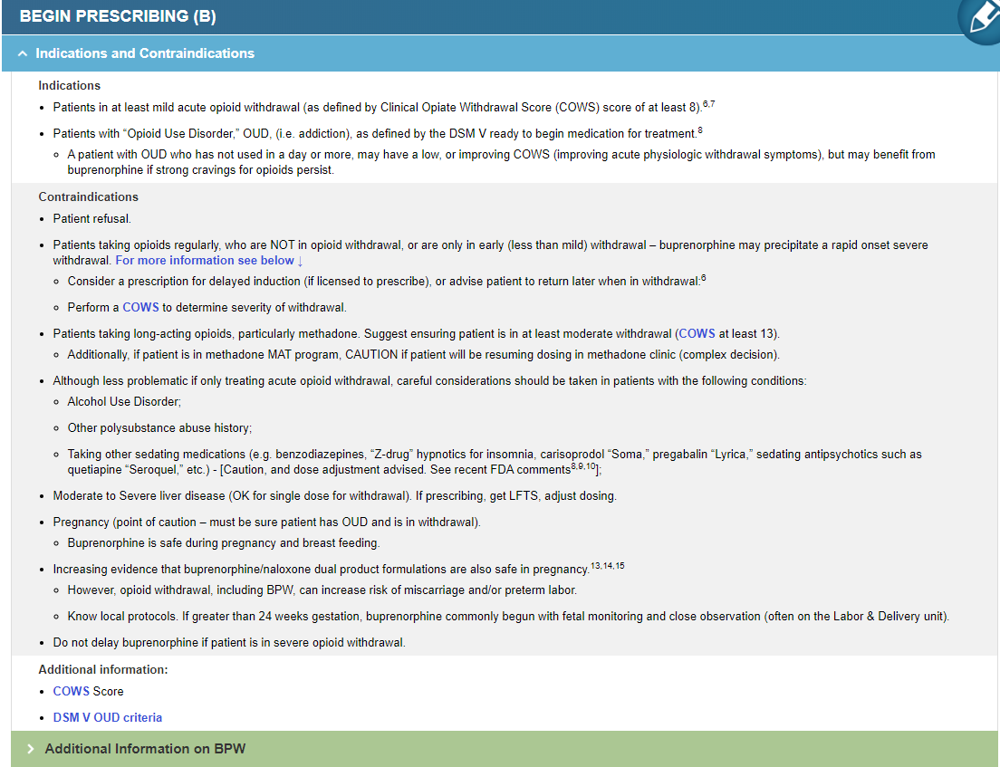 BEGIN PRESCRIBING (B)
Indications and Contraindications
Indications
• Patients in at least mild acute opioid withdrawal (as defined by Clinical Opiate Withdrawal Score (COWS) score of at least 8).6,7
• Patients with “Opioid Use Disorder,” OUD, (i.e. addiction), as defined by the DSM V ready to begin medication for treatment.8
◦ A patient with OUD who has not used in a day or more, may have a low, or improving COWS (improving acute physiologic withdrawal symptoms), but may benefit from
buprenorphine if strong cravings for opioids persist.
Contraindications
• Patient refusal.
• Patients taking opioids regularly, who are NOT in opioid withdrawal, or are only in early (less than mild) withdrawal – buprenorphine may precipitate a rapid onset severe
withdrawal. For more information see below ↓
◦ Consider a prescription for delayed induction (if licensed to prescribe), or advise patient to return later when in withdrawal:6
◦ Perform a COWS to determine severity of withdrawal.
• Patients taking long-acting opioids, particularly methadone. Suggest ensuring patient is in at least moderate withdrawal (COWS at least 13).
◦ Additionally, if patient is in methadone MAT program, CAUTION if patient will be resuming dosing in methadone clinic (complex decision).
• Although less problematic if only treating acute opioid withdrawal, careful considerations should be taken in patients with the following conditions:
◦ Alcohol Use Disorder;
◦ Other polysubstance abuse history;
◦ Taking other sedating medications (e.g. benzodiazepines, “Z-drug” hypnotics for insomnia, carisoprodol “Soma,” pregabalin “Lyrica,” sedating antipsychotics such as
quetiapine “Seroquel,” etc.) - [Caution, and dose adjustment advised. See recent FDA comments8,9,10];
• Moderate to Severe liver disease (OK for single dose for withdrawal). If prescribing, get LFTS, adjust dosing.
• Pregnancy (point of caution – must be sure patient has OUD and is in withdrawal).
◦ Buprenorphine is safe during pregnancy and breast feeding.
• Increasing evidence that buprenorphine/naloxone dual product formulations are also safe in pregnancy.13,14,15
◦ However, opioid withdrawal, including BPW, can increase risk of miscarriage and/or preterm labor.
◦ Know local protocols. If greater than 24 weeks gestation, buprenorphine commonly begun with fetal monitoring and close observation (often on the Labor & Delivery unit).
• Do not delay buprenorphine if patient is in severe opioid withdrawal.
Additional information:
• COWS Score
• DSM V OUD criteria
Additional Information on BPW